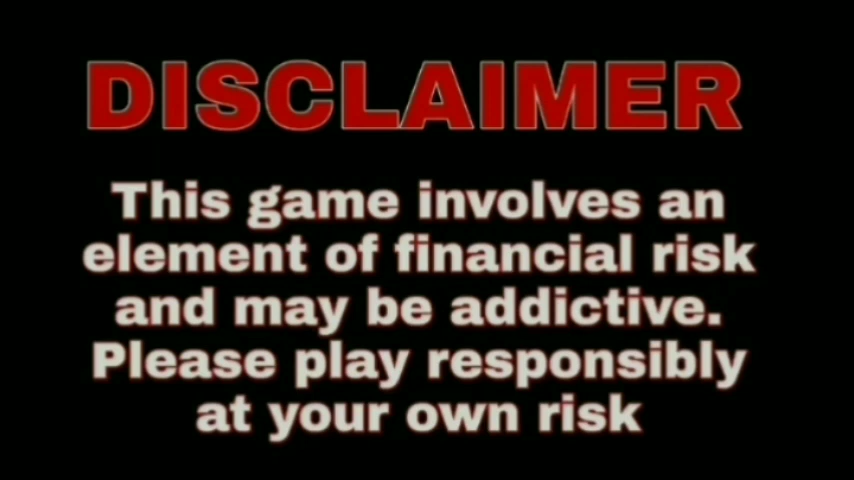 DISCLAIMER
This game involves an
element of financial risk
and may be addictive.
Please play responsibly
at your own risk